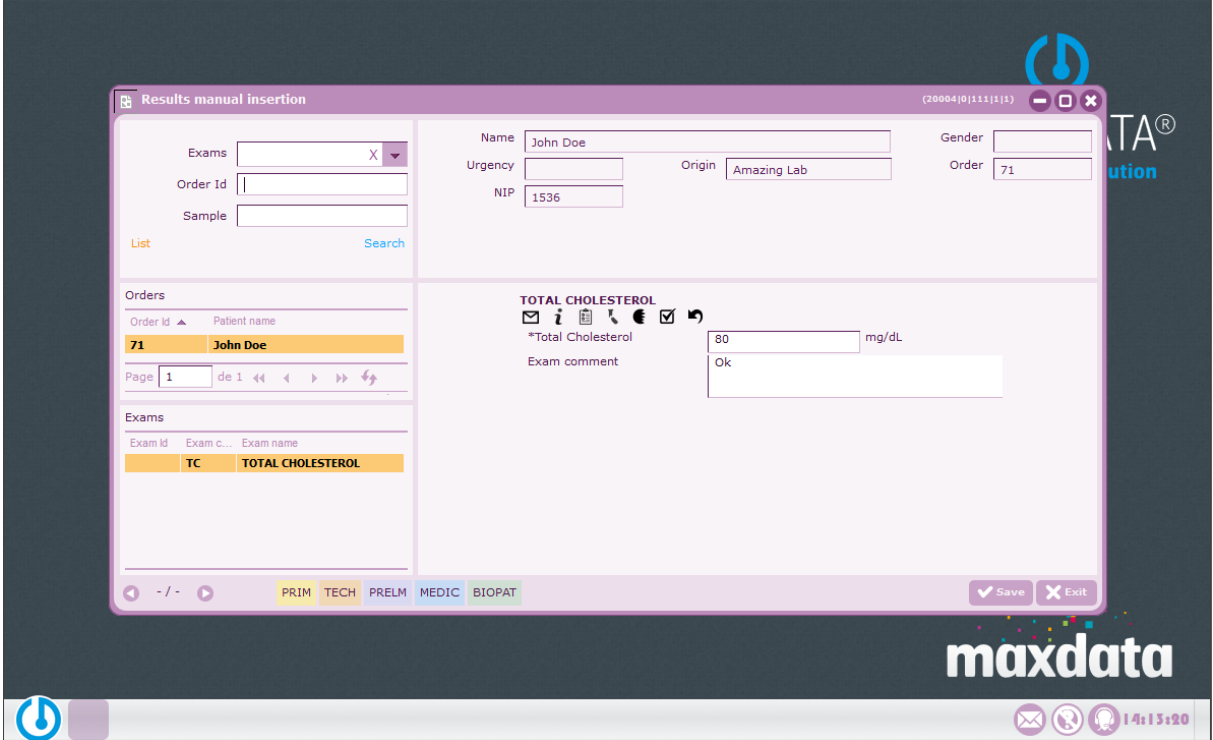 Results manual insertion
(20004|0|111|1|1)
TA®
ution
Exams X
Order Id
Sample
List Search
Name John Doe Gender
Urgency Origin Amazing Lab Order 71
NIP 1536
Orders
Order Id Patient name
71 John Doe
Page 1 de 1
Exams
Exam Id Exam c... Exam name
TC TOTAL CHOLESTEROL
TOTAL CHOLESTEROL
*Total Cholesterol 80 mg/dL
Exam comment Ok
- / - PRIM TECH PRELM MEDIC BIOPAT Save Exit
maxdata
14:13:20